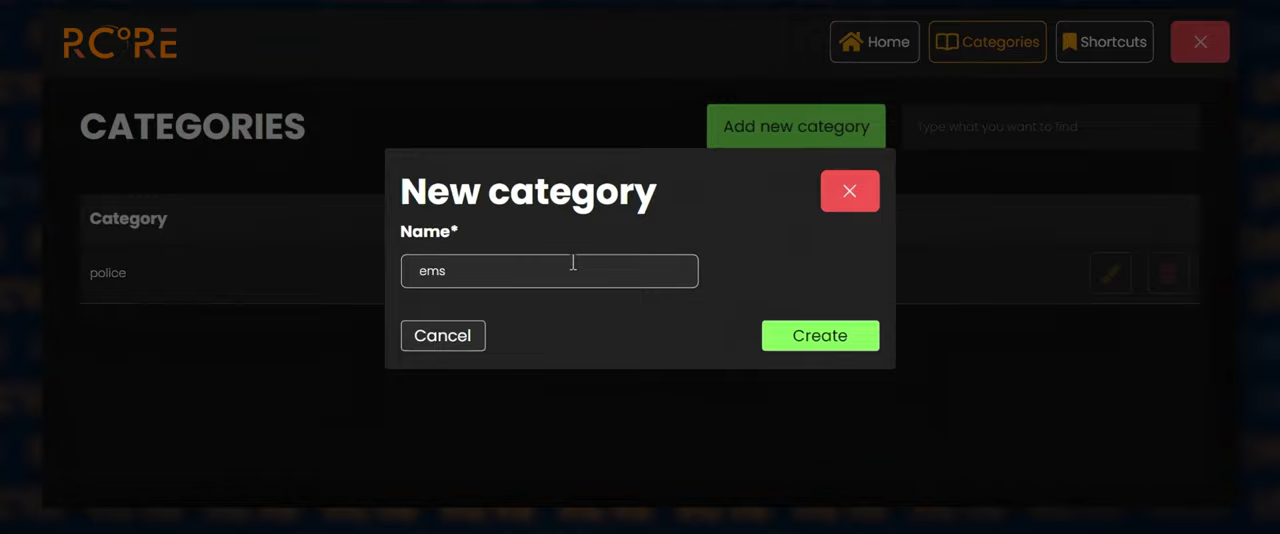 RCORE
Home
Categories
Shortcuts
CATEGORIES
Add new category
Type what you want to find
New category
Name*
ems
Cancel
Create
Category
police